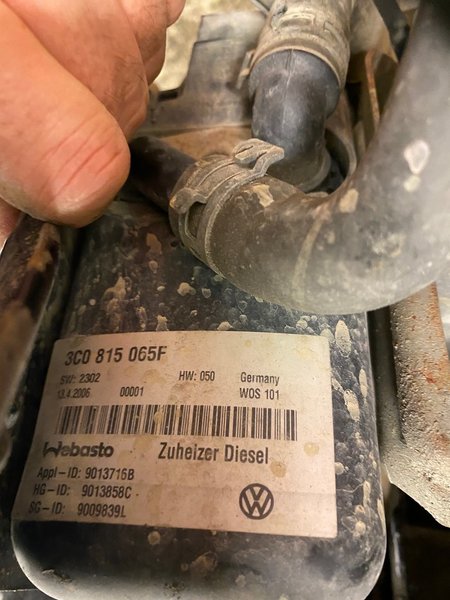 3C0 815 065F
SW: 2302 HW: 050 Germany
13.4.2006 00001 WOS 101
Webasto Zuheizer Diesel
Appl-ID: 9013716B
HG-ID: 9013858C
SG-ID: 9009839L